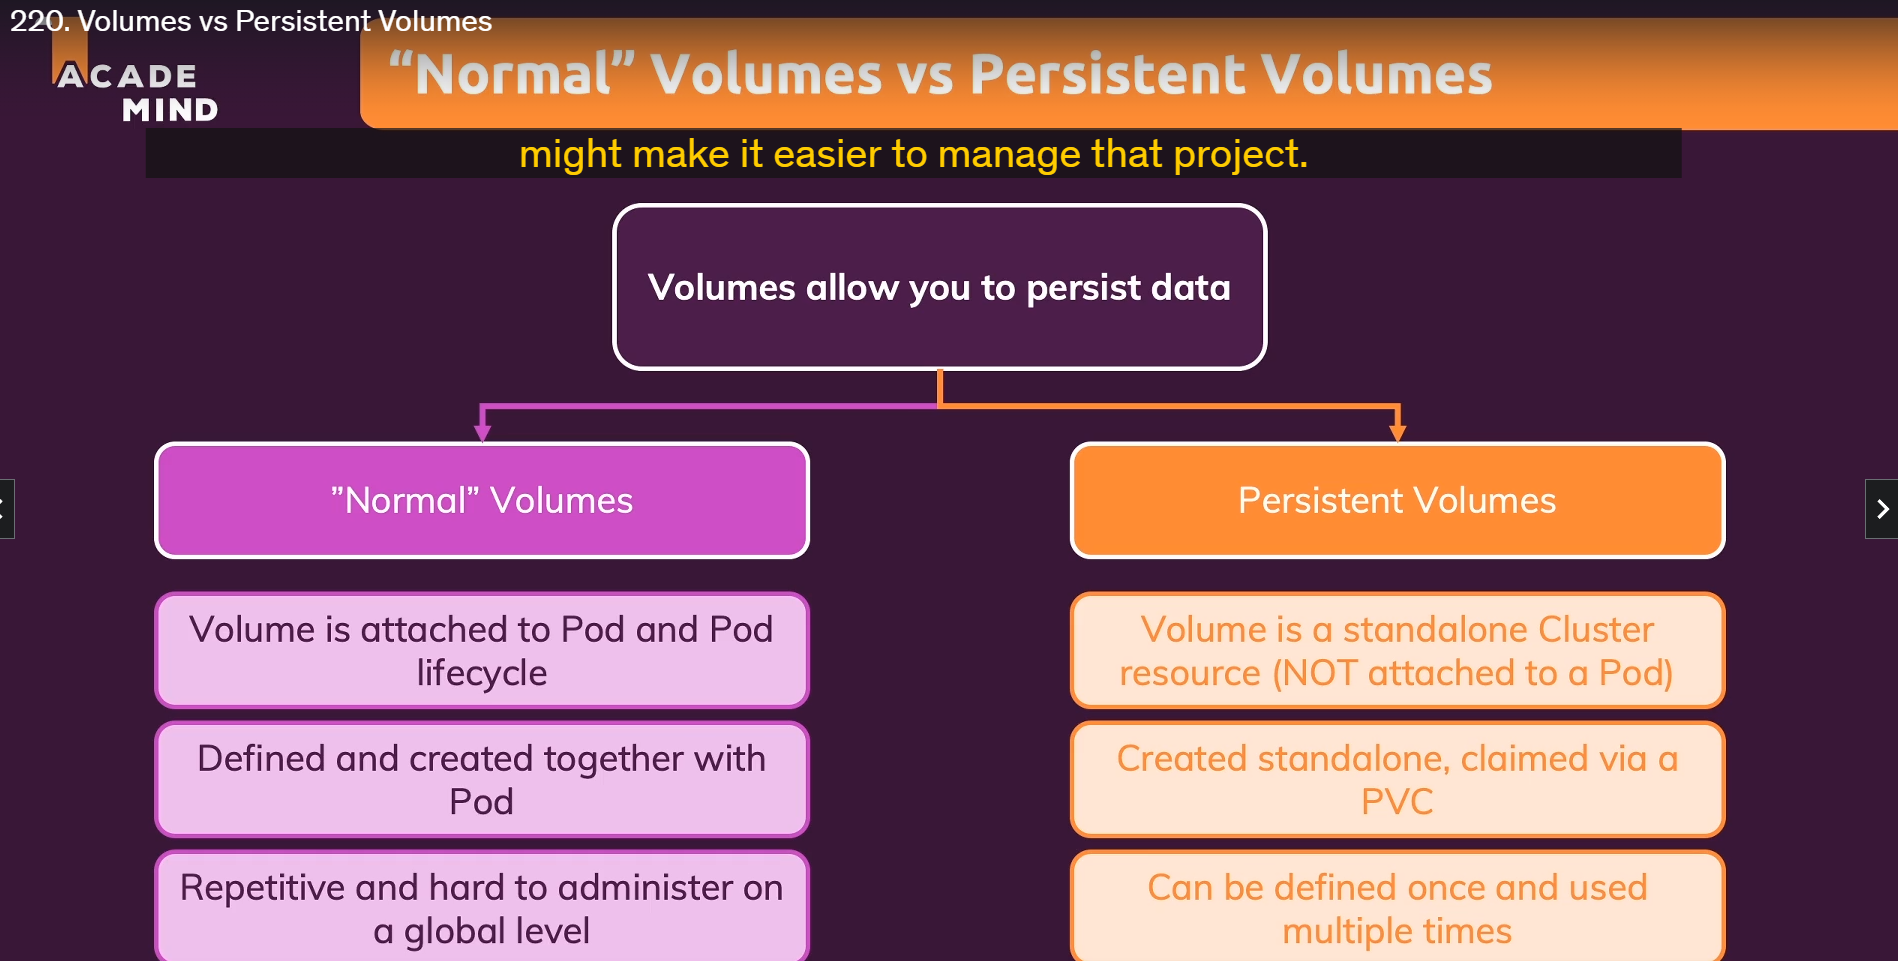 220. Volumes vs Persistent Volumes
ACADE
MIND
“Normal” Volumes vs Persistent Volumes
might make it easier to manage that project.
Volumes allow you to persist data
”Normal” Volumes
Persistent Volumes
Volume is attached to Pod and Pod
lifecycle
Volume is a standalone Cluster
resource (NOT attached to a Pod)
Defined and created together with
Pod
Created standalone, claimed via a
PVC
Repetitive and hard to administer on
a global level
Can be defined once and used
multiple times